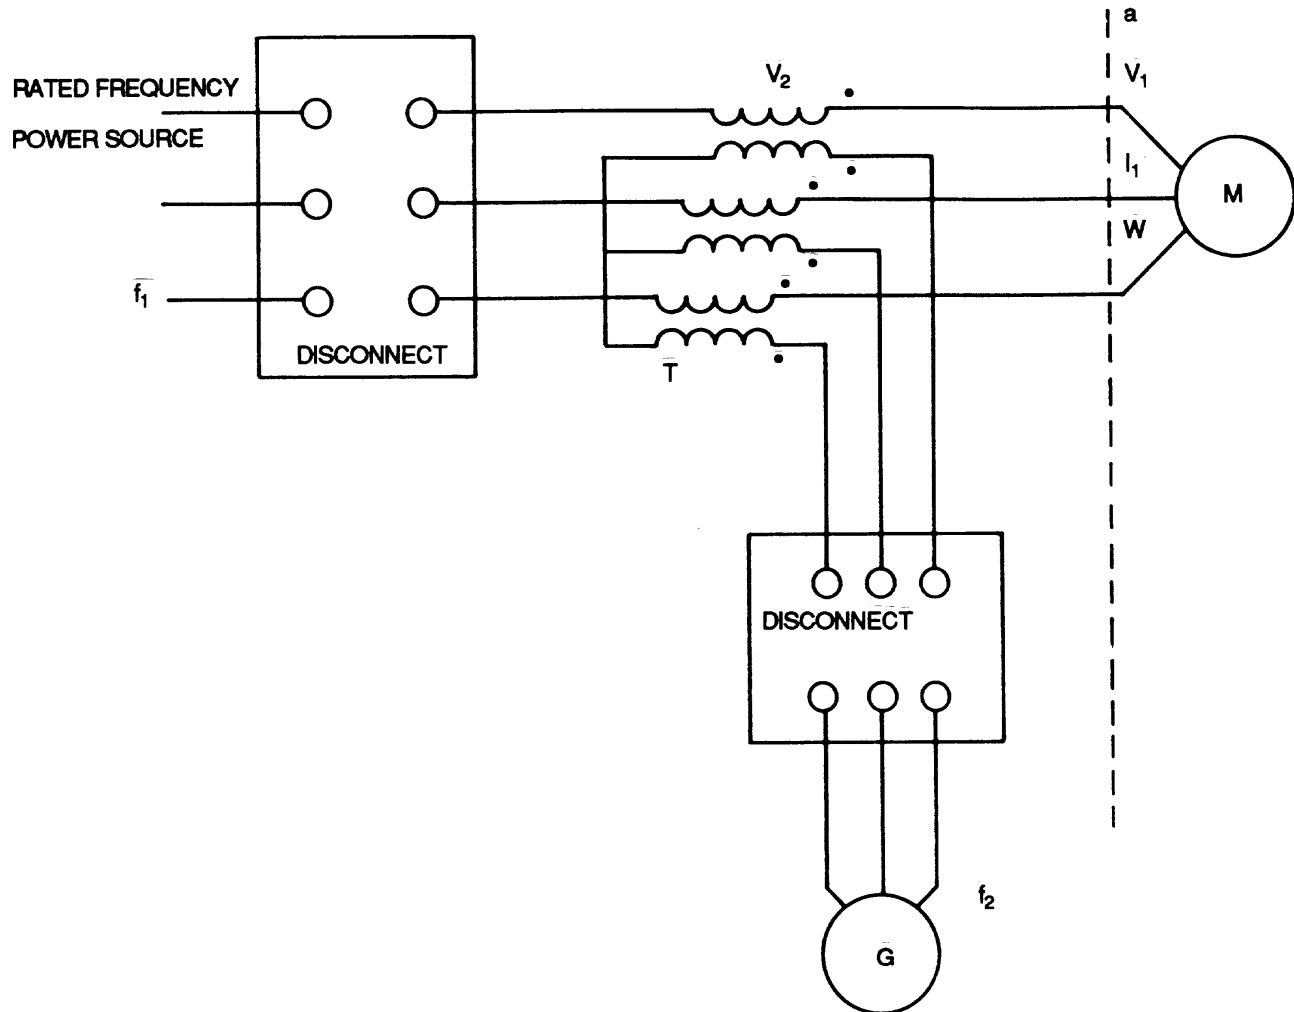 a
RATED FREQUENCY
V₂
V₁
POWER SOURCE
I₁
M
W
f₁
DISCONNECT
T
DISCONNECT
f₂
G